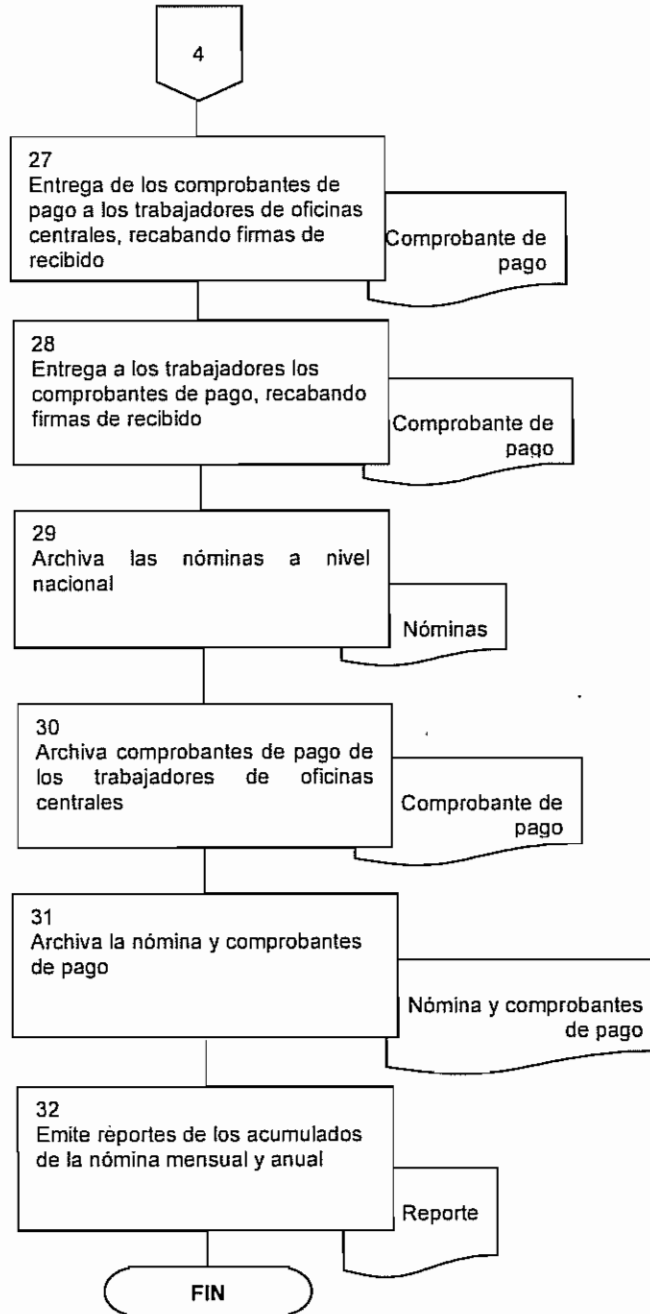 4
27
Entrega de los comprobantes de
pago a los trabajadores de oficinas
centrales, recabando firmas de
recibido
Comprobante de
pago
28
Entrega a los trabajadores los
comprobantes de pago, recabando
firmas de recibido
Comprobante de
pago
29
Archiva las nóminas a nivel
nacional
Nóminas
30
Archiva comprobantes de pago de
los trabajadores de oficinas
centrales
Comprobante de
pago
31
Archiva la nómina y comprobantes
de pago
Nómina y comprobantes
de pago
32
Emite reportes de los acumulados
de la nómina mensual y anual
Reporte
FIN